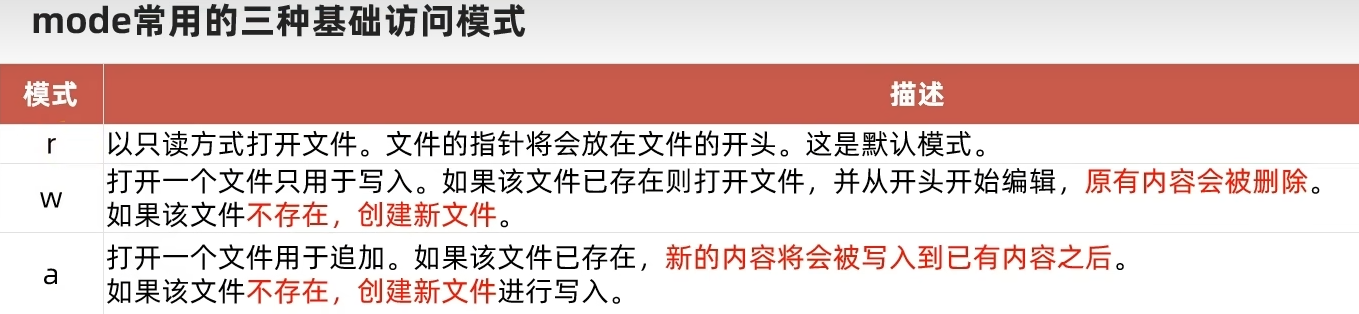 mode常用的三种基础访问模式
模式 描述
r 以只读方式打开文件。文件的指针将会放在文件的开头。这是默认模式。
w 打开一个文件只用于写入。如果该文件已存在则打开文件，并从开头开始编辑，原有内容会被删除。
如果该文件不存在，创建新文件。
a 打开一个文件用于追加。如果该文件已存在，新的内容将会被写入到已有内容之后。
如果该文件不存在，创建新文件进行写入。